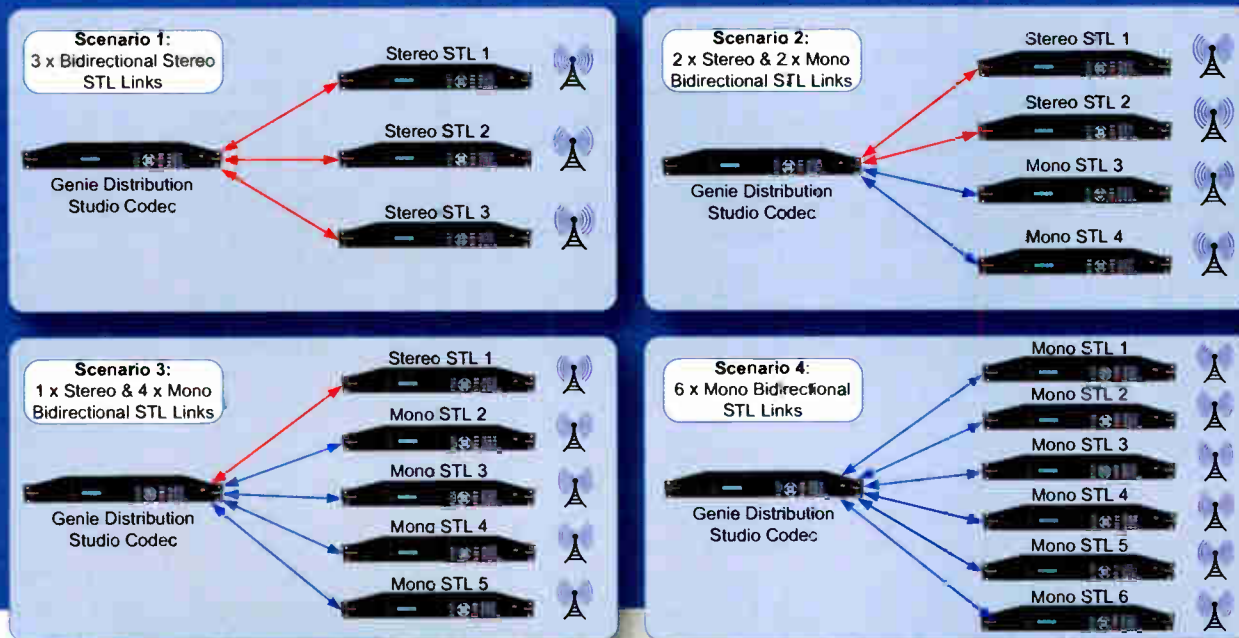 Scenario 1:
3 x Bidirectional Stereo
STL Links
Stereo STL 1
Stereo STL 2
Stereo STL 3
Genie Distribution
Studio Codec
Scenario 2:
2 x Stereo & 2 x Mono
Bidirectional STL Links
Stereo STL 1
Stereo STL 2
Mono STL 3
Mono STL 4
Genie Distribution
Studio Codec
Scenario 3:
1 x Stereo & 4 x Mono
Bidirectional STL Links
Stereo STL 1
Mono STL 2
Mono STL 3
Mono STL 4
Mono STL 5
Genie Distribution
Studio Codec
Scenario 4:
6 x Mono Bidirectional
STL Links
Mono STL 1
Mono STL 2
Mono STL 3
Mono STL 4
Mono STL 5
Mono STL 6
Genie Distribution
Studio Codec